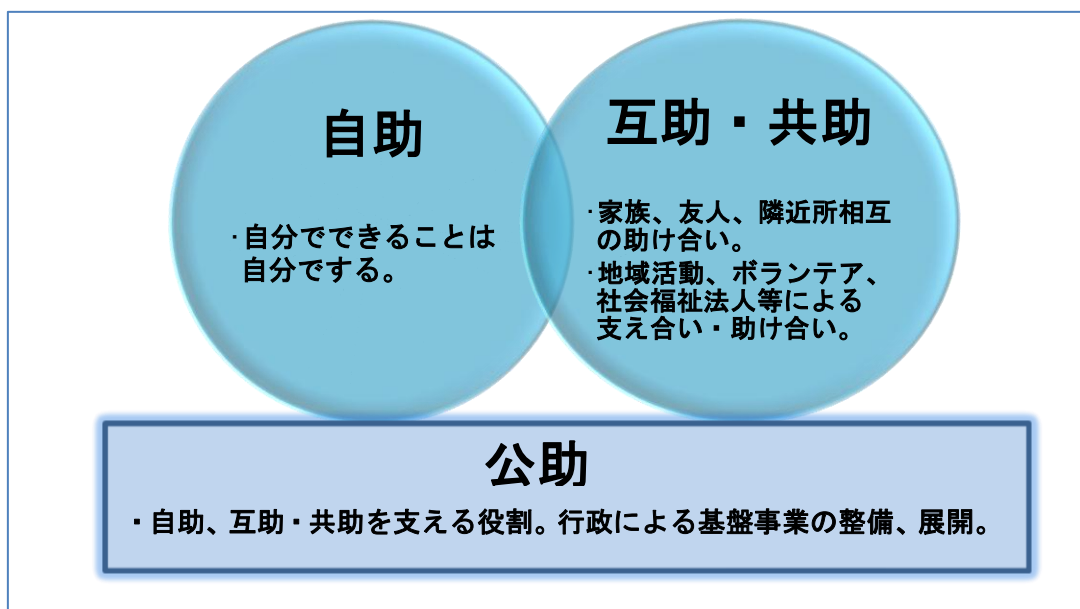 自助
・自分でできることは
自分でする。
互助・共助
・家族、友人、隣近所相互
の助け合い。
・地域活動、ボランテア、
社会福祉法人等による
支え合い・助け合い。
公助
・自助、互助・共助を支える役割。行政による基盤事業の整備、展開。